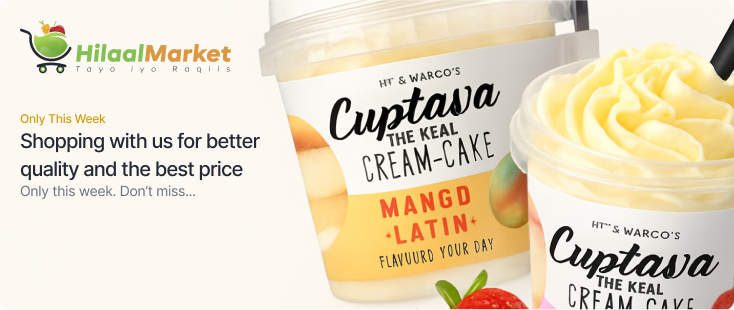 HilaalMarket
Tayo iyo Raqiis
Only This Week
Shopping with us for better
quality and the best price
Only this week. Don't miss...
HT & WARCO'S
Cuptava
THE KEAL
CREAM-CAKE
MANGD
LATIN
FLAVUURD YOUR DAY
HT & WARCO'S
Cuptava
THE KEAL
CREAM CAKE